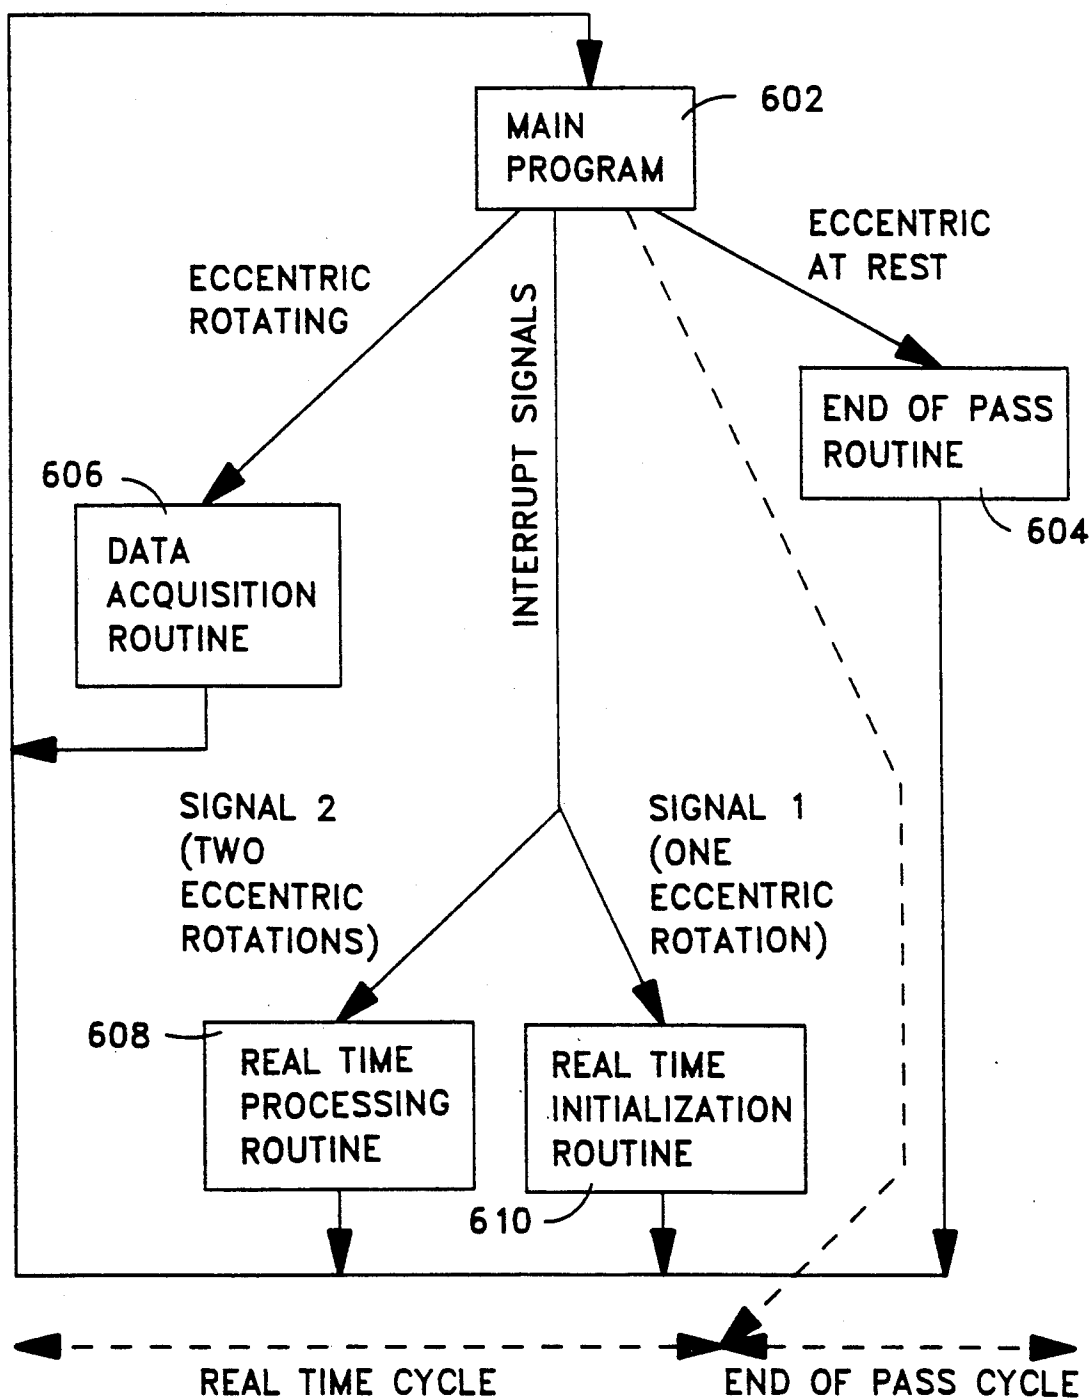 602
MAIN
PROGRAM
ECCENTRIC
AT REST
ECCENTRIC
ROTATING
INTERRUPT SIGNALS
END OF PASS
ROUTINE
604
606
DATA
ACQUISITION
ROUTINE
SIGNAL 2
(TWO
ECCENTRIC
ROTATIONS)
SIGNAL 1
(ONE
ECCENTRIC
ROTATION)
608
REAL TIME
PROCESSING
ROUTINE
REAL TIME
INITIALIZATION
ROUTINE
610
REAL TIME CYCLE
END OF PASS CYCLE